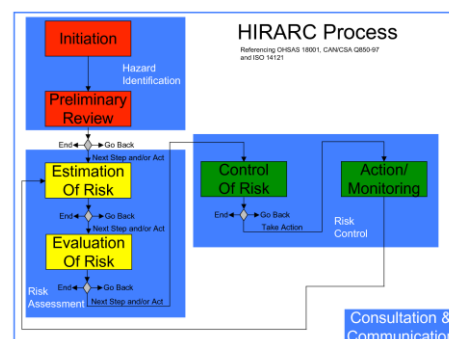 HIRARC Process
Referencing OHSAS 18001, CAN/CSA Q850-97
and ISO 14121
Initiation
Hazard
Identification
Preliminary
Review
End
Go Back
Next Step and/or Act
Estimation
Of Risk
End
Go Back
Next Step and/or Act
Evaluation
Of Risk
End
Go Back
Next Step and/or Act
Risk
Assessment
Control
Of Risk
End
Go Back
Take Action
Action/
Monitoring
Risk
Control
Consultation &
Communication